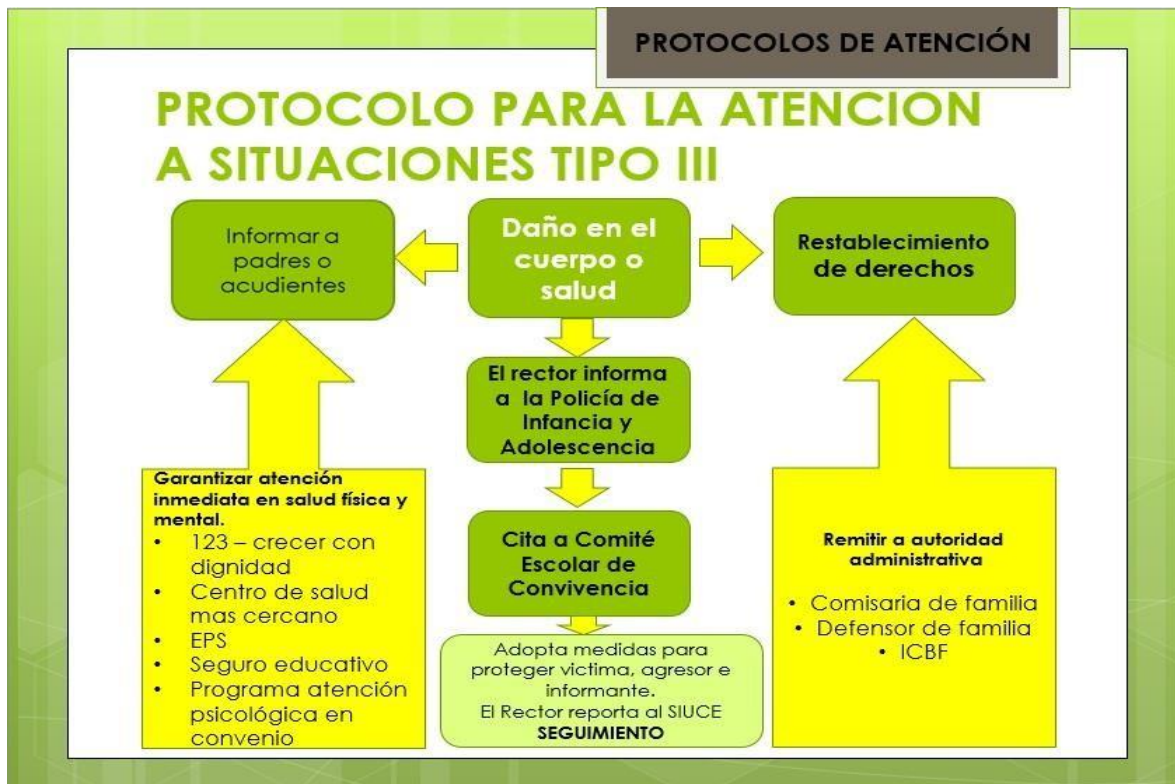 PROTOCOLOS DE ATENCIÓN
PROTOCOLO PARA LA ATENCION
A SITUACIONES TIPO III
Informar a
padres o
acudientes
Daño en el
cuerpo o
salud
Restablecimiento
de derechos
El rector informa
a la Policía de
Infancia y
Adolescencia
Garantizar atención
inmediata en salud física y
mental.
• 123 – crecer con
dignidad
• Centro de salud
mas cercano
• EPS
• Seguro educativo
• Programa atención
psicológica en
convenio
Cita a Comité
Escolar de
Convivencia
Adopta medidas para
proteger victima, agresor e
informante.
El Rector reporta al SIUCE
SEGUIMIENTO
Remitir a autoridad
administrativa
• Comisaria de familia
• Defensor de familia
• ICBF